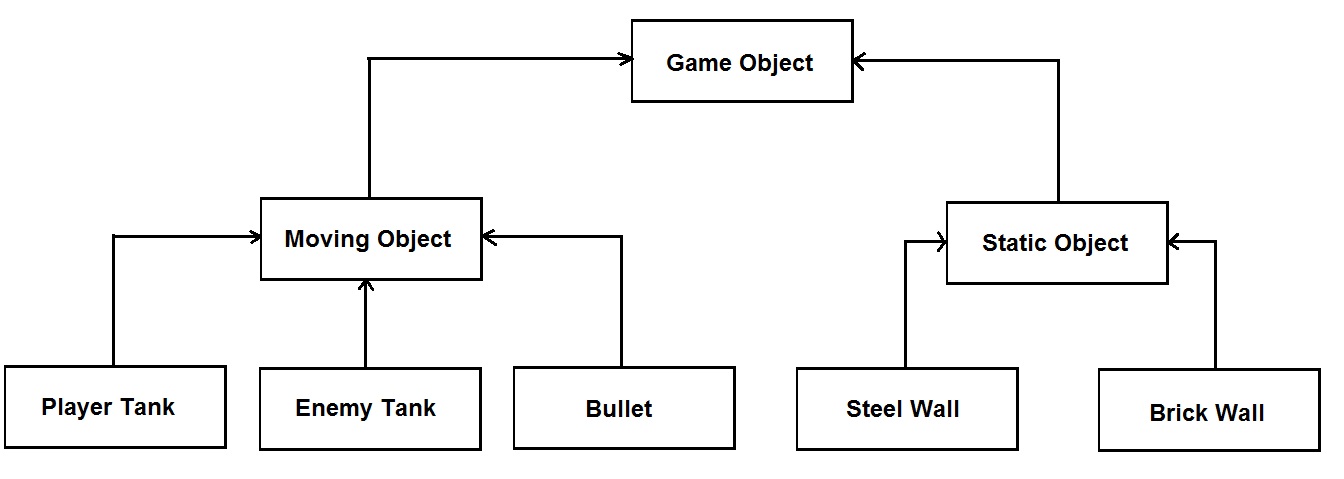 Game Object
Moving Object
Static Object
Player Tank
Enemy Tank
Bullet
Steel Wall
Brick Wall